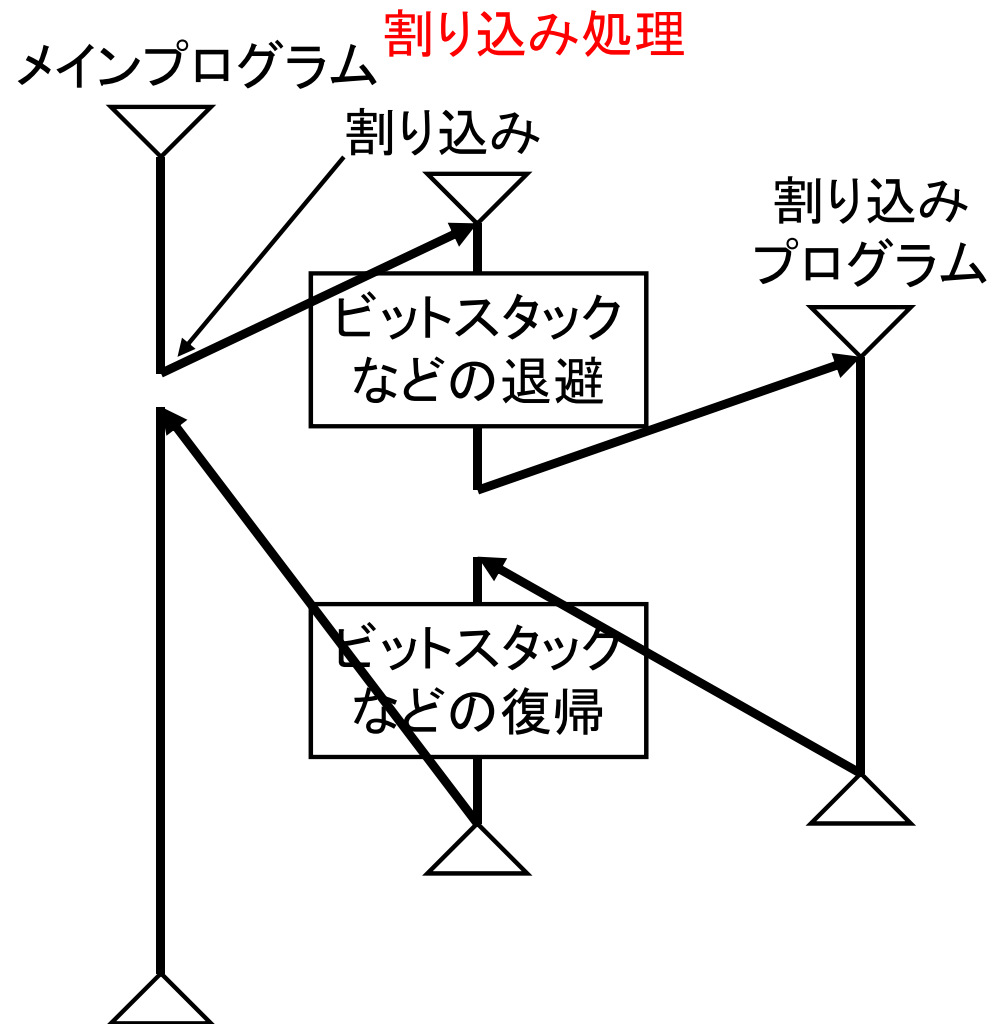 割り込み処理
メインプログラム
割り込み
割り込み
プログラム
ビットスタック
などの退避
ビットスタック
などの復帰